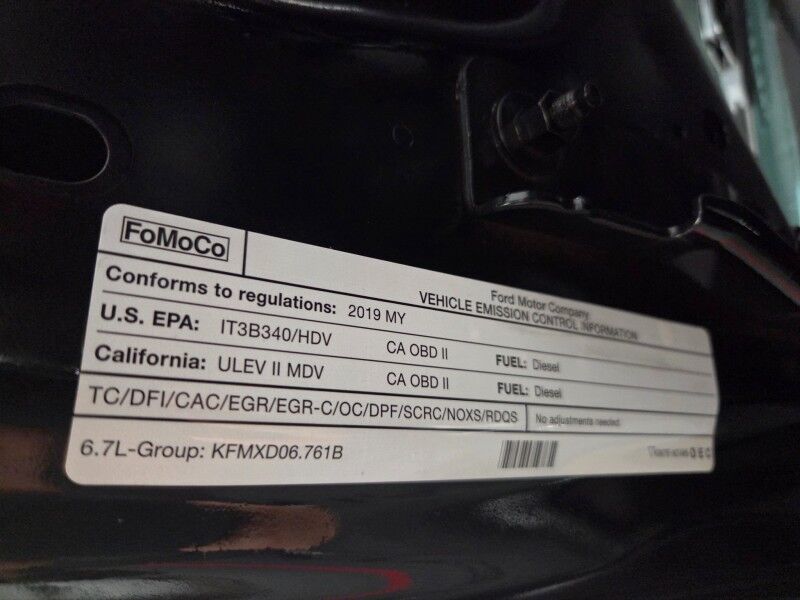 FoMoCo
Ford Motor Company
VEHICLE EMISSION CONTROL INFORMATION
Conforms to regulations: 2019 MY
U.S. EPA: IT3B340/HDV CA OBD II FUEL: Diesel
California: ULEV II MDV CA OBD II FUEL: Diesel
TC/DFI/CAC/EGR/EGR-C/OC/DPF/SCRC/NOXS/RDQS No adjustments needed.
6.7L-Group: KFMXD06.761B